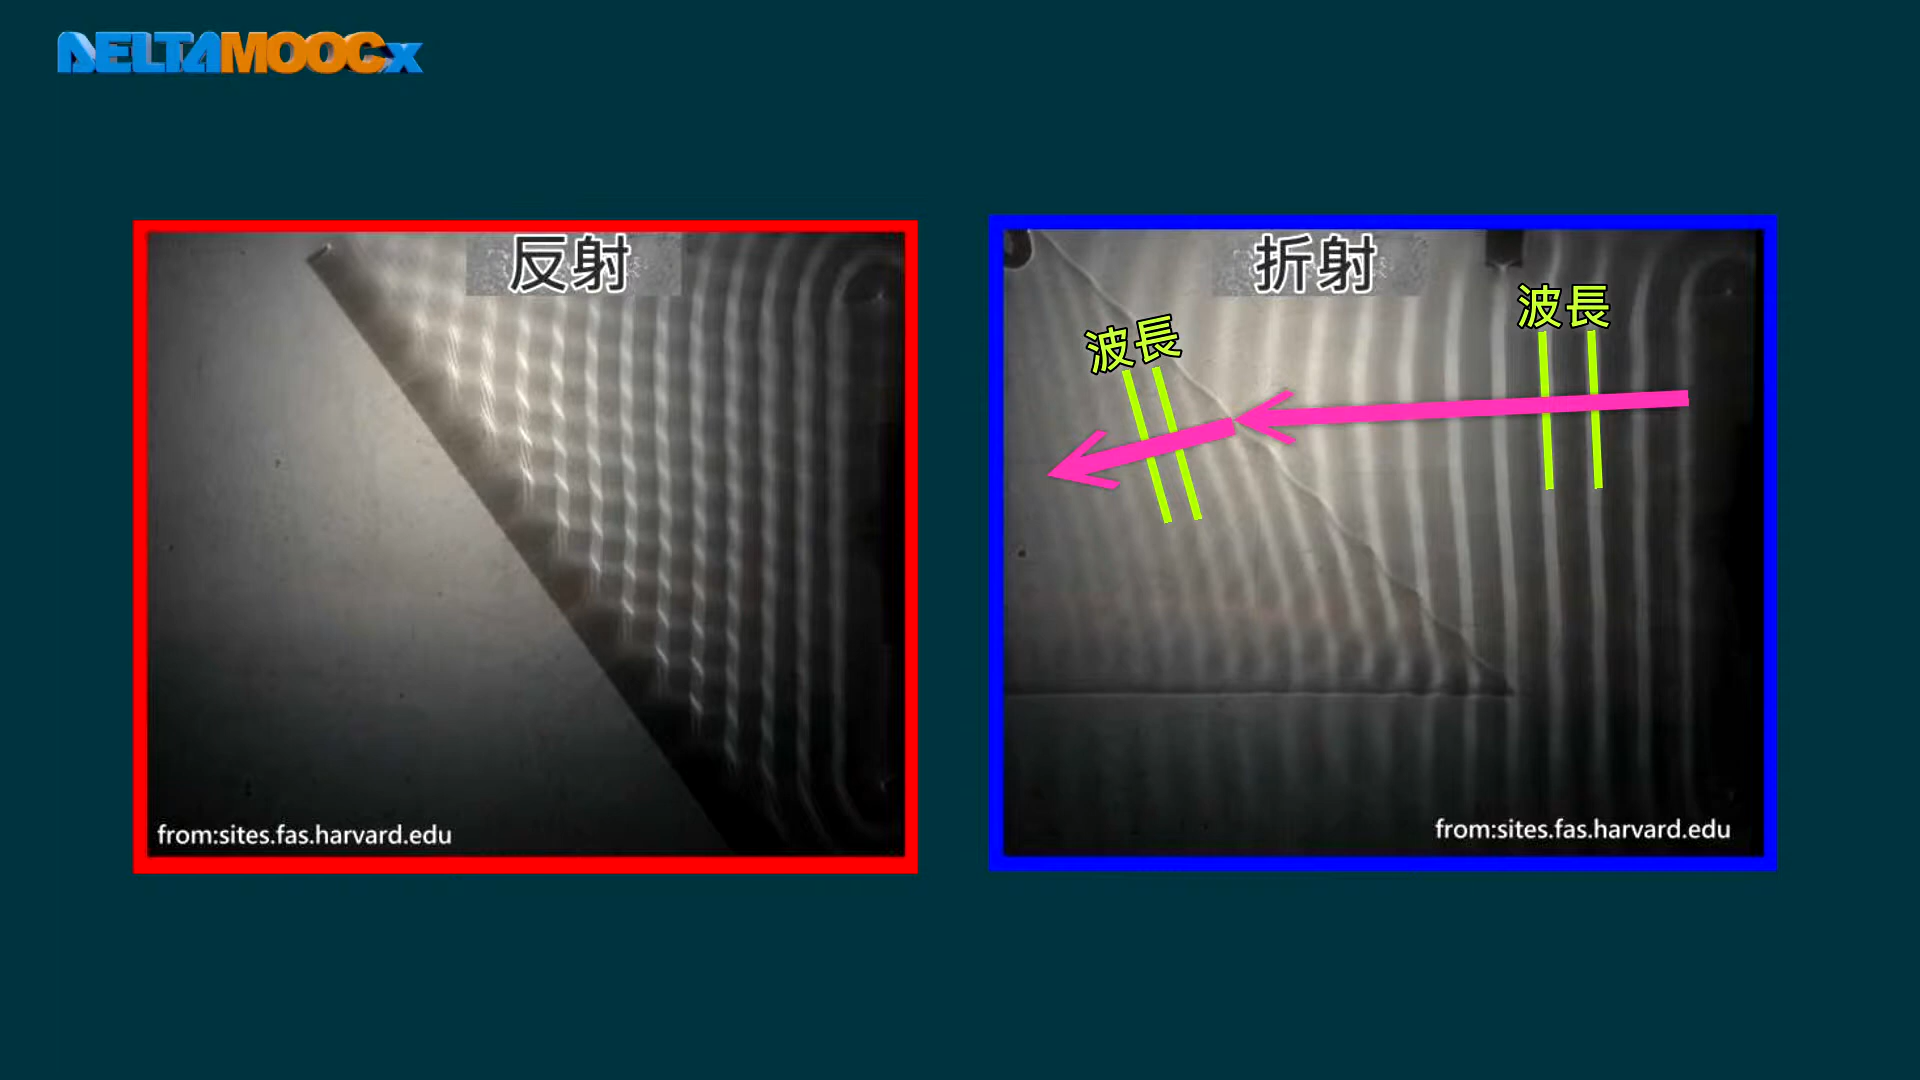 DELTAMOOCx
反射
折射
波長
波長
from:sites.fas.harvard.edu
from:sites.fas.harvard.edu